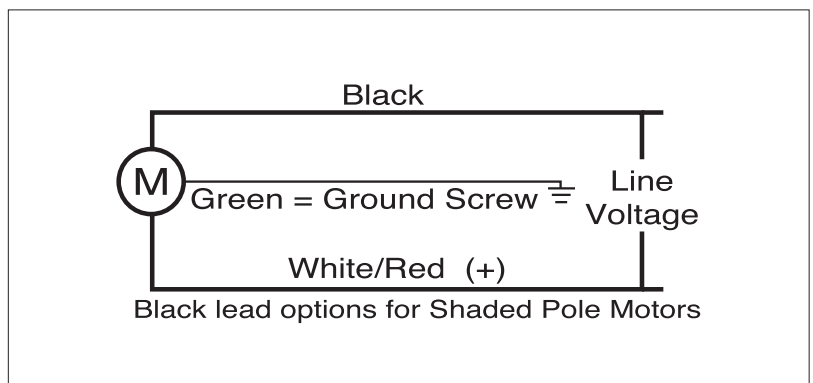 Black
M
Green = Ground Screw
Line
Voltage
White/Red (+)
Black lead options for Shaded Pole Motors